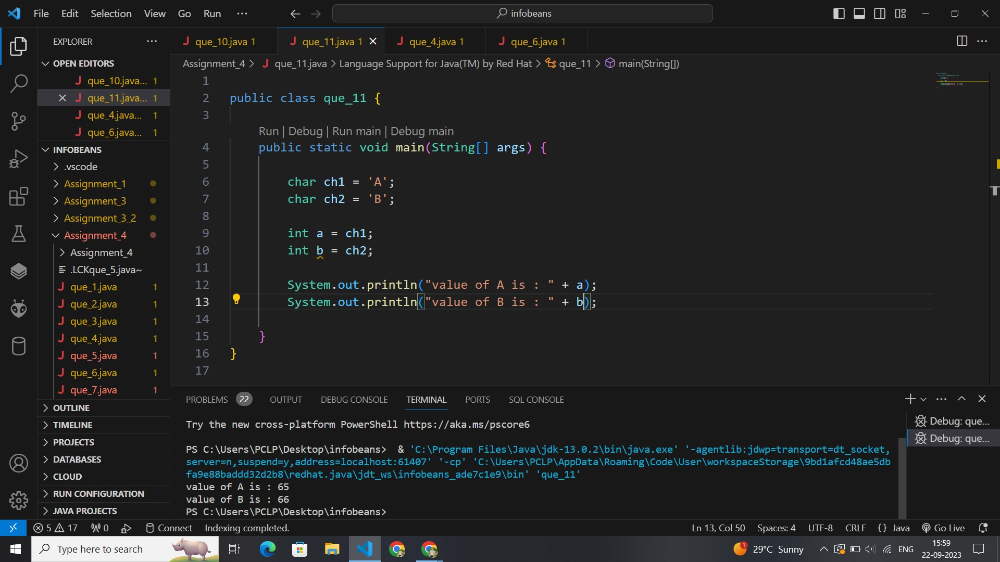 File Edit Selection View Go Run ···
infobeans
EXPLORER ···
OPEN EDITORS
que_10.java... 1
que_11.java... 1
que_4.java... 1
que_6.java... 1
INFOBEANS
.vscode
Assignment_1
Assignment_3
Assignment_3_2
Assignment_4
Assignment_4
.LCKque_5.java~
que_1.java 1
que_2.java 1
que_3.java 1
que_4.java 1
que_5.java 1
que_6.java 1
que_7.java 1
OUTLINE
TIMELINE
PROJECTS
DATABASES
CLOUD
RUN CONFIGURATION
JAVA PROJECTS
que_10.java 1 que_11.java 1 que_4.java 1 que_6.java 1
Assignment_4 > que_11.java > Language Support for Java(TM) by Red Hat > que_11 > main(String[])
1
2 public class que_11 {
3
Run | Debug | Run main | Debug main
4 public static void main(String[] args) {
5
6 char ch1 = 'A';
7 char ch2 = 'B';
8
9 int a = ch1;
10 int b = ch2;
11
12 System.out.println("value of A is : " + a);
13 System.out.println("value of B is : " + b);
14
15 }
16 }
17
PROBLEMS 22 OUTPUT DEBUG CONSOLE TERMINAL PORTS SQL CONSOLE
Try the new cross-platform PowerShell https://aka.ms/pscore6
PS C:\Users\PCLP\Desktop\infobeans> & 'C:\Program Files\Java\jdk-13.0.2\bin\java.exe' '-agentlib:jdwp=transport=dt_socket,
server=n,suspend=y,address=localhost:61407' '-cp' 'C:\Users\PCLP\AppData\Roaming\Code\User\workspaceStorage\9bd1afcd48ae5db
fa9e88baddd32d2b8\redhat.java\jdt_ws\infobeans_ade7c1e9\bin' 'que_11'
value of A is : 65
value of B is : 66
PS C:\Users\PCLP\Desktop\infobeans>
Debug: que...
Debug: que...
5 17 0 Connect Indexing completed. Ln 13, Col 50 Spaces: 4 UTF-8 CRLF {} Java Go Live
Type here to search
1 29°C Sunny ENG
15:59
22-09-2023